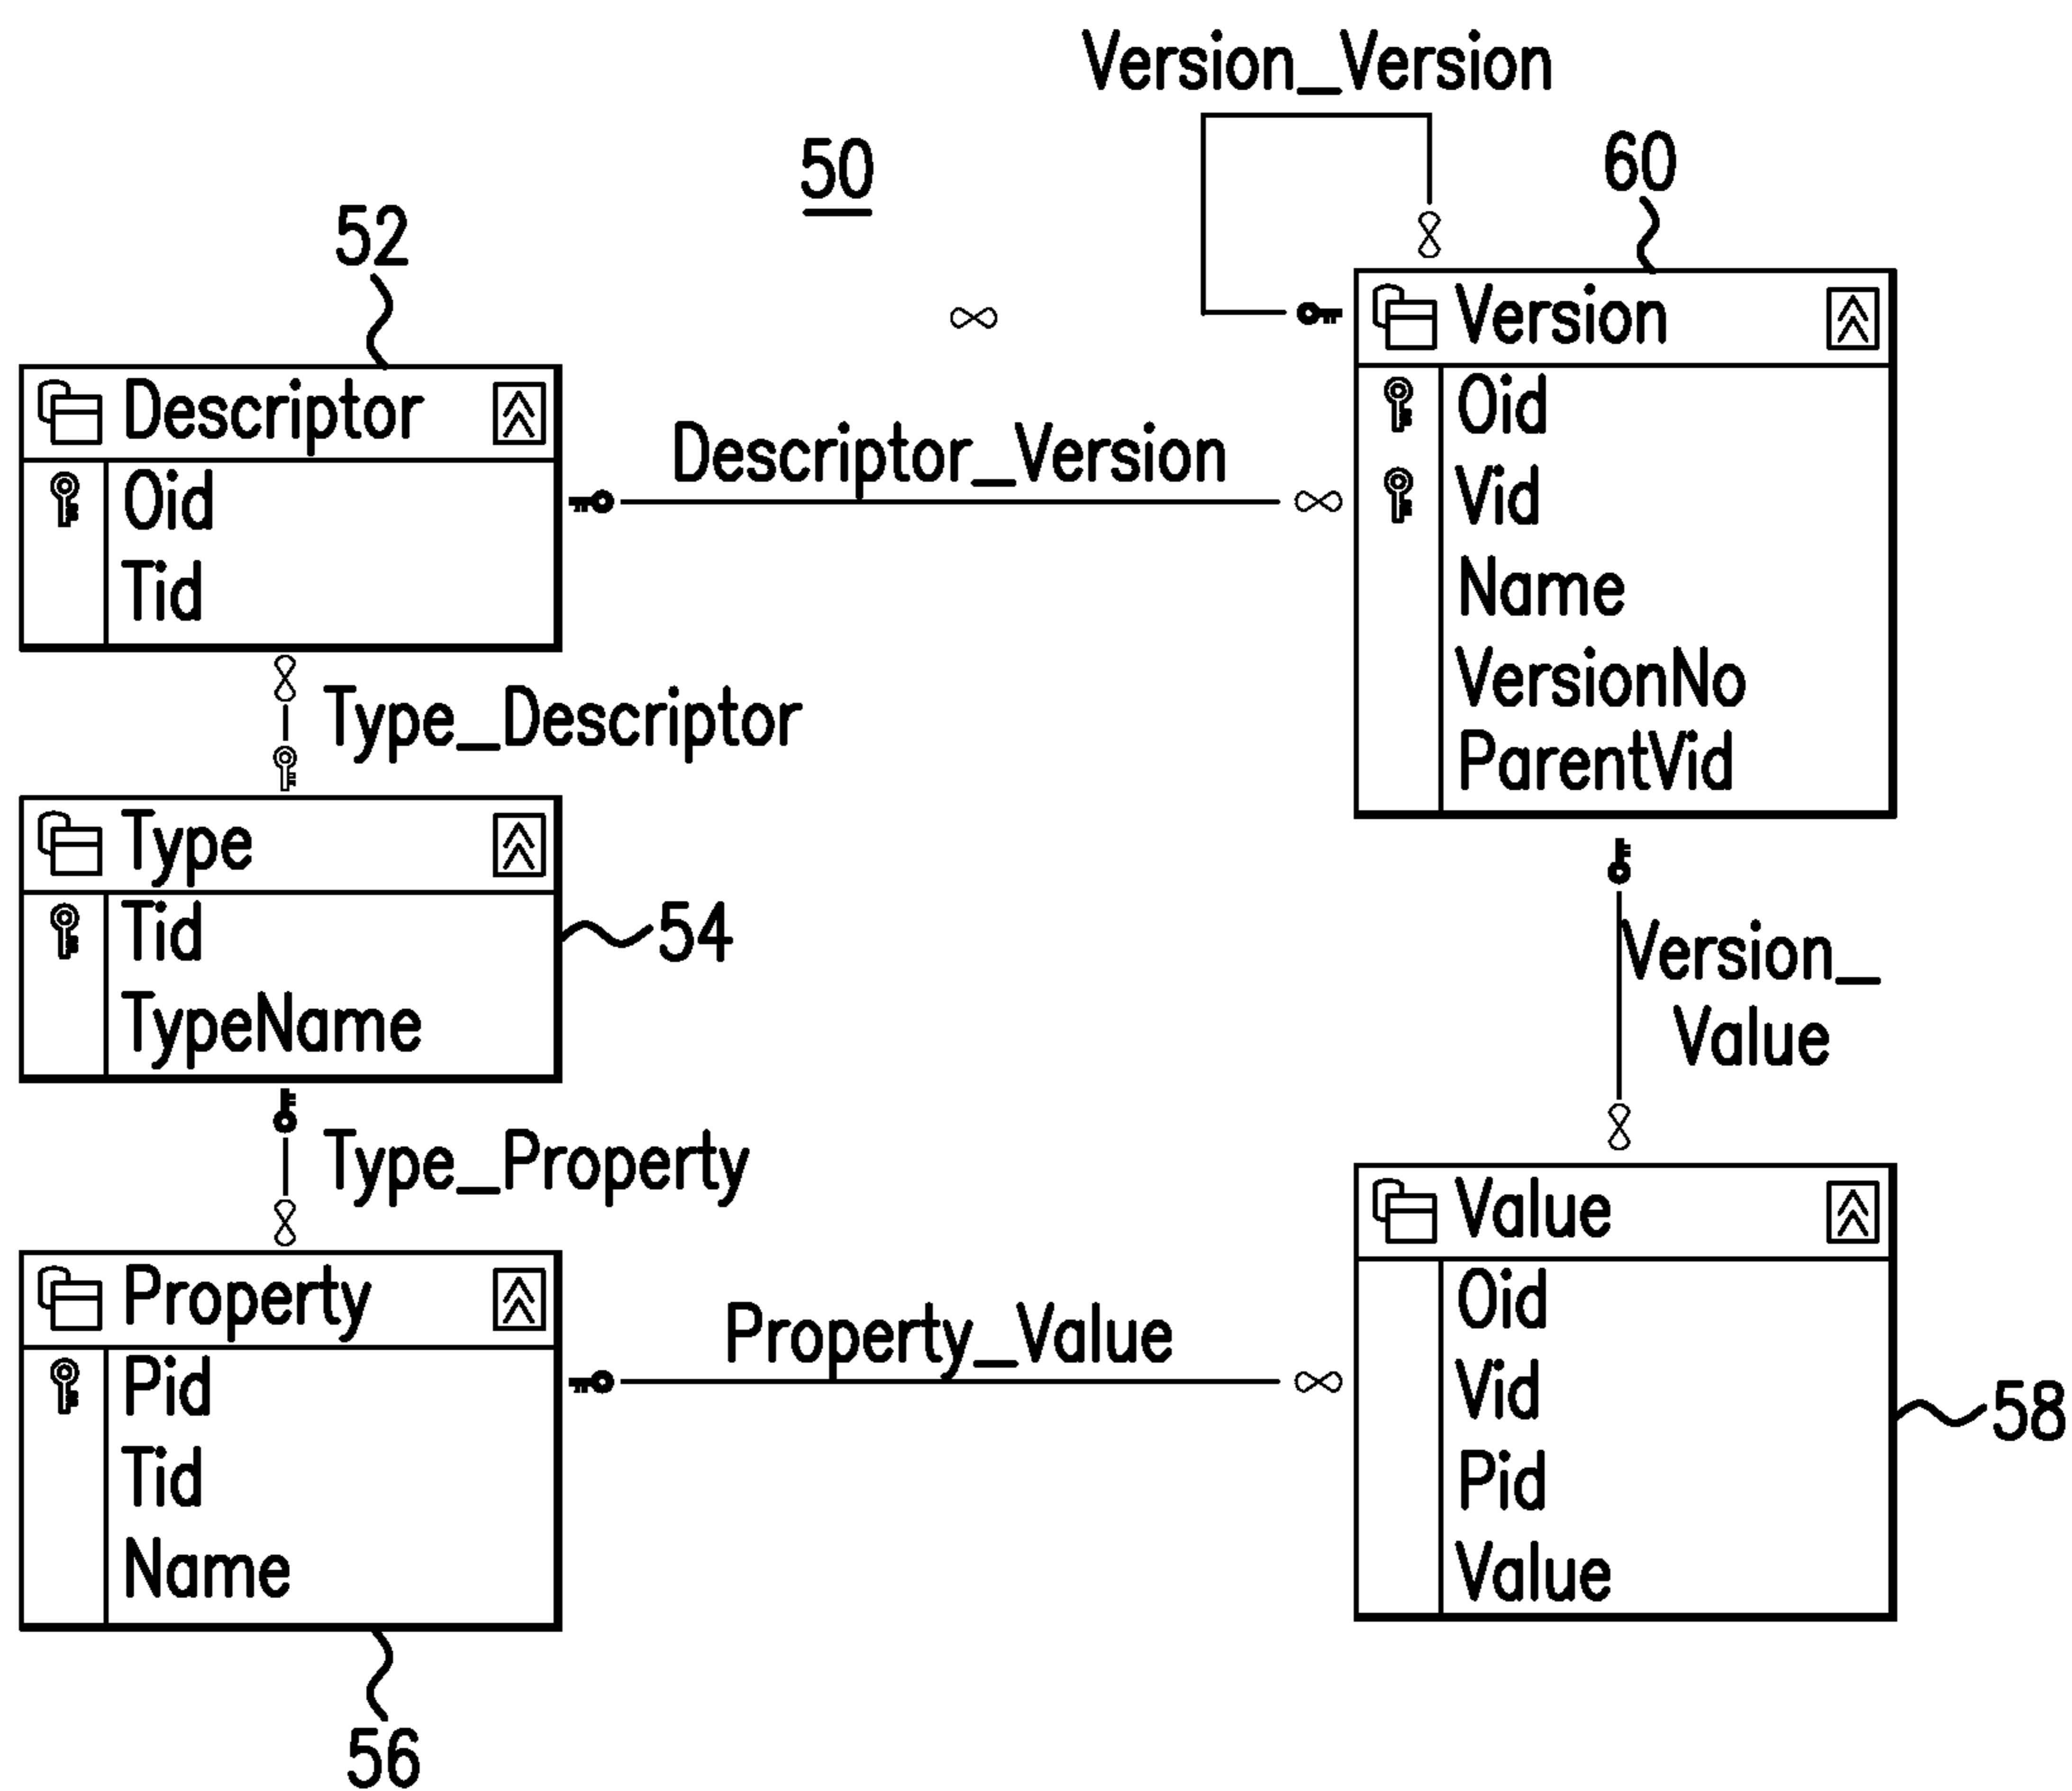 Version_Version
50
60
52
Version
Oid
Vid
Name
VersionNo
ParentVid
Descriptor
Oid
Tid
Descriptor_Version
Type_Descriptor
Type
Tid
TypeName
54
Version_
Value
Type_Property
Property
Pid
Tid
Name
Property_Value
Value
Oid
Vid
Pid
Value
58
56